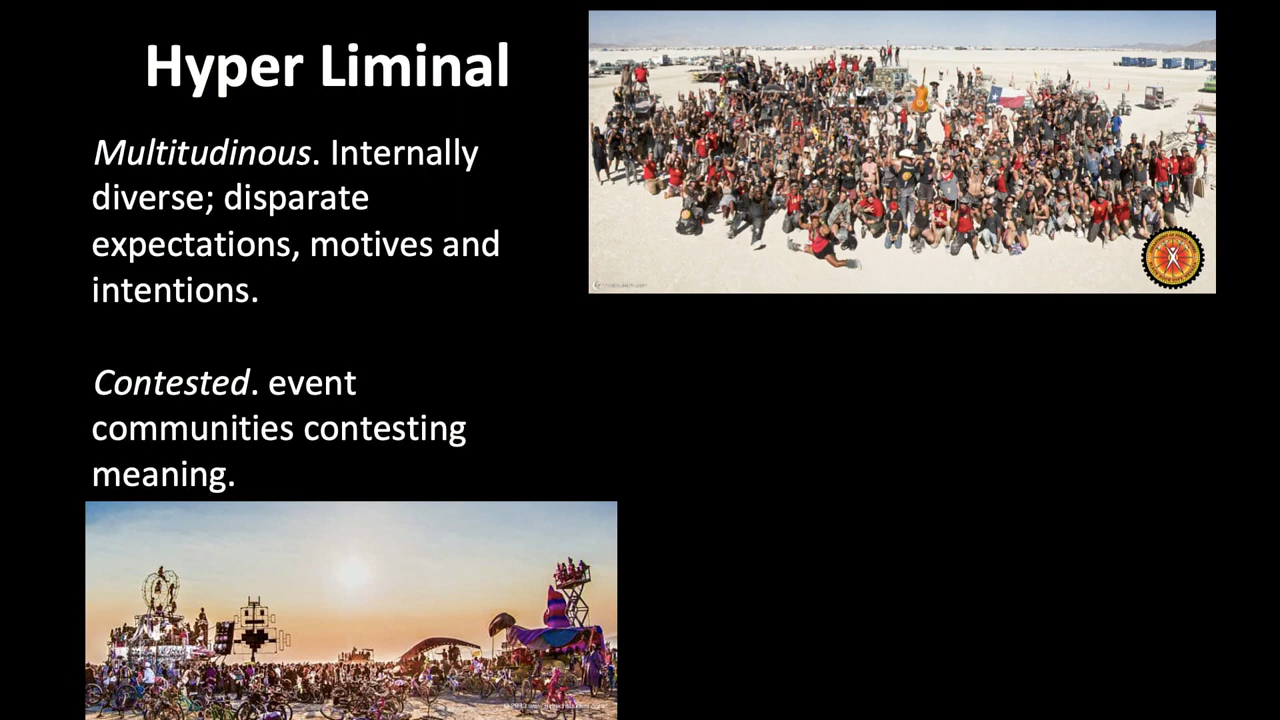 Hyper Liminal
Multitudinous. Internally
diverse; disparate
expectations, motives and
intentions.
Contested. event
communities contesting
meaning.